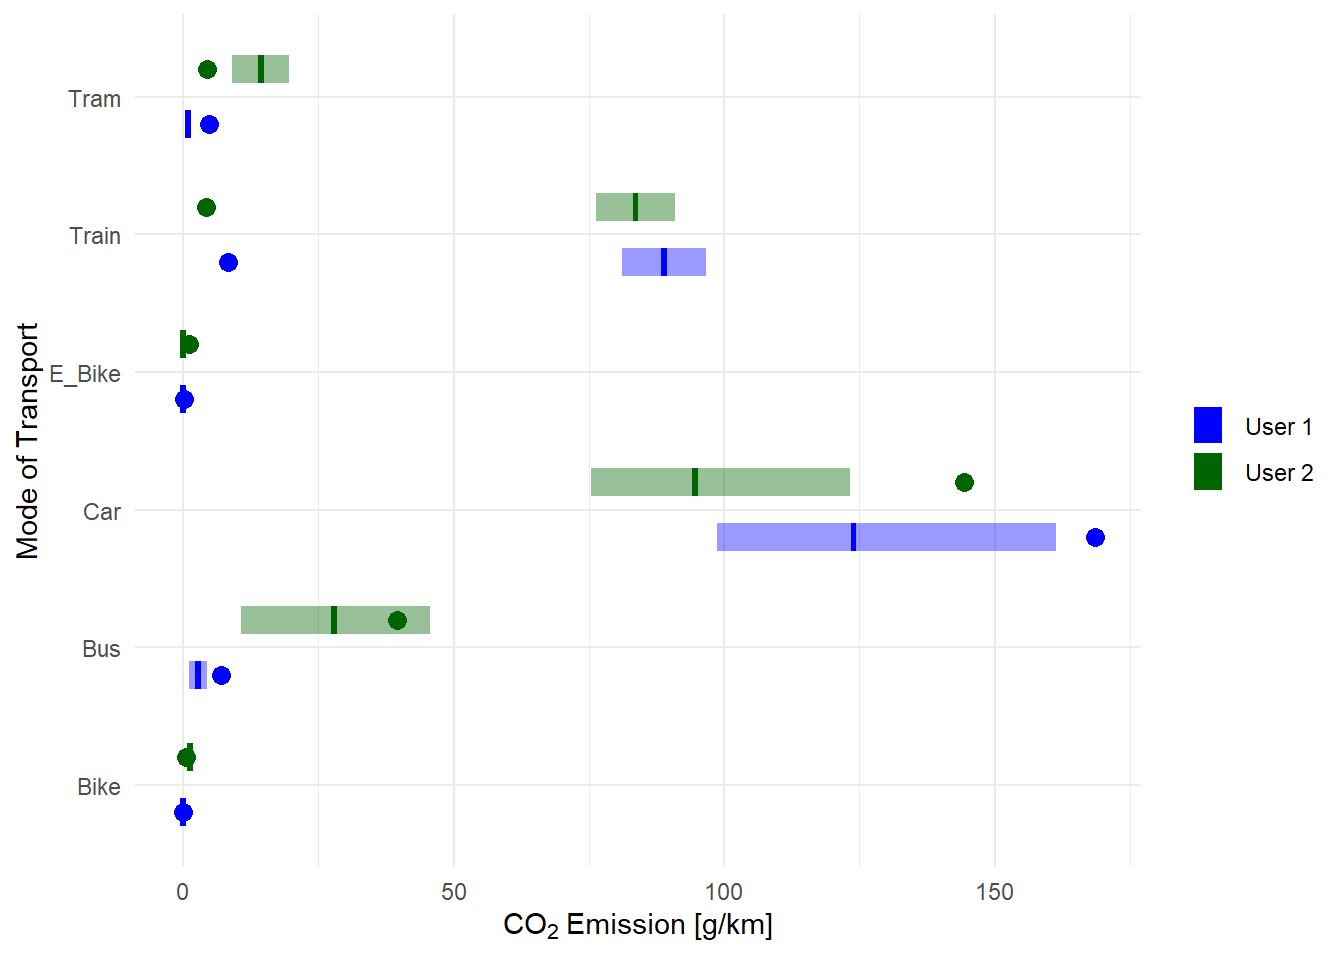 Tram
Train
E_Bike
Car
Bus
Bike
Mode of Transport
0 50 100 150
CO₂ Emission [g/km]
User 1
User 2